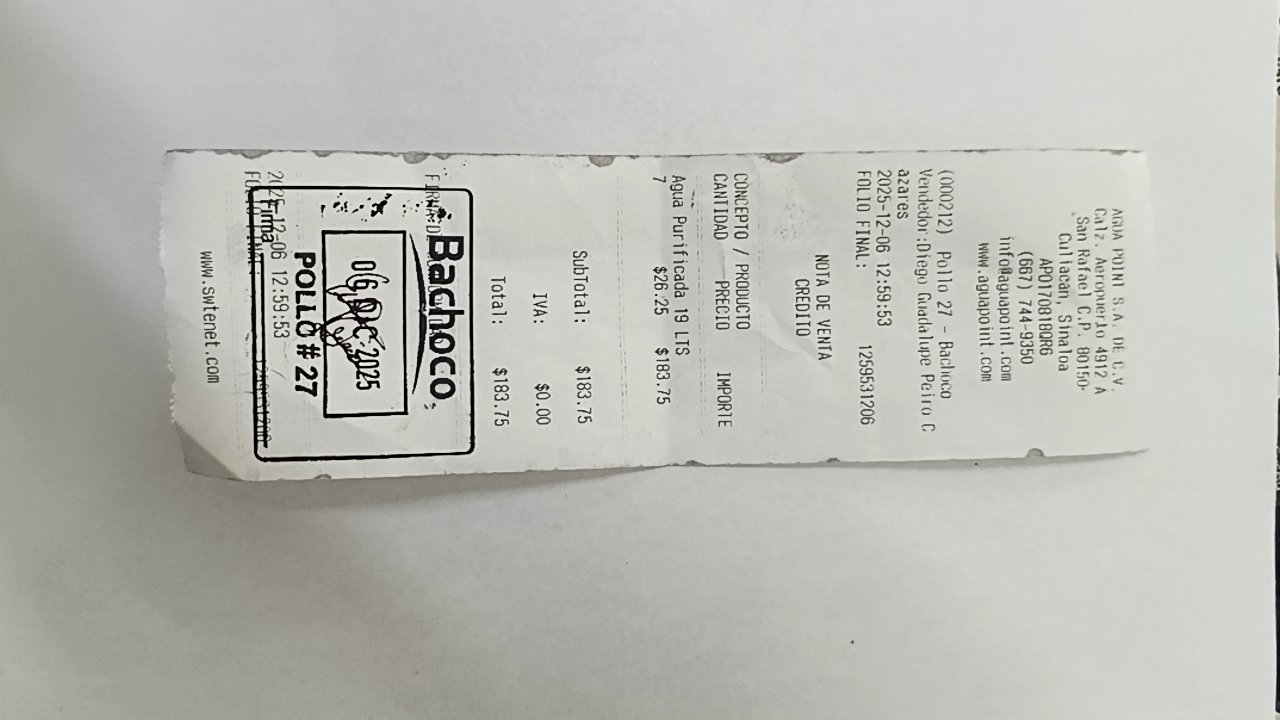 AGUA POINT S.A. DE C.V.
Calz. Aeropuerto 4912 A
San Rafael C.P. 80150-
Culiacán, Sinaloa
APO170818QR6
(667) 744-9350
info@aguapoint.com
www.aguapoint.com
(000212) Pollo 27 - Bachoco
Vendedor:Diego Guadalupe Peiro C
azares
2025-12-06 12:59:53
FOLIO FINAL: 1259531206
NOTA DE VENTA
CREDITO
CONCEPTO / PRODUCTO
CANTIDAD PRECIO IMPORTE
Agua Purificada 19 LTS
7 $26.25 $183.75
SubTotal: $183.75
IVA: $0.00
Total: $183.75
Bachoco
06 DIC 2025
POLLO # 27
2025-12-06 12:59:53
Firma
www.swfenet.com